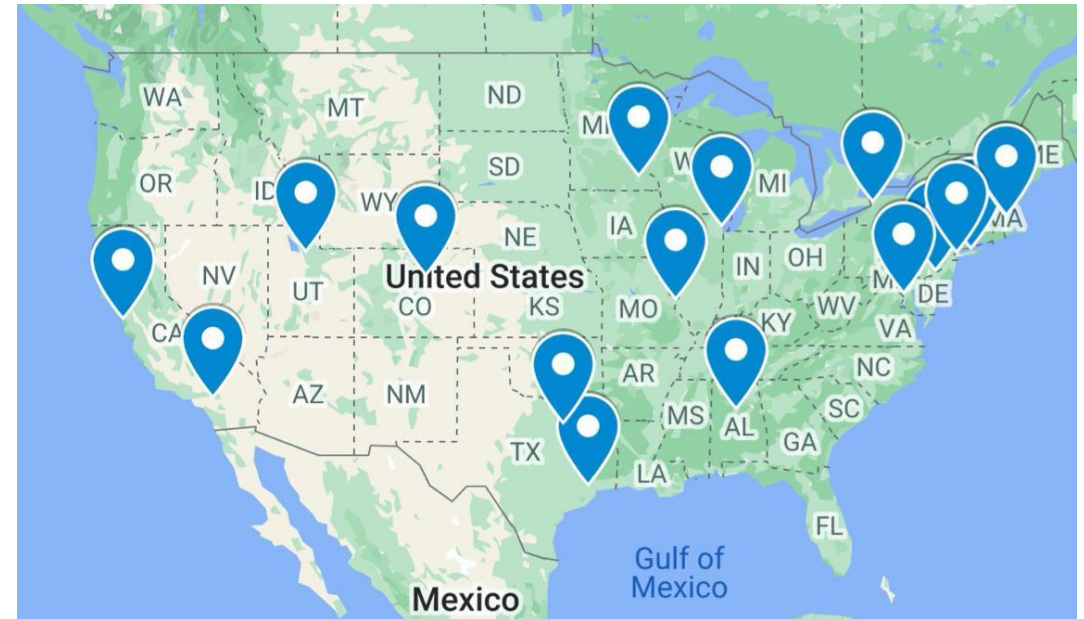 WA
MT
ND
MI
ME
OR
ID
SD
W
MI
WY
MA
IA
NE
NV
UT
United States
IN
OH
M
DE
CO
KS
MO
WV
KY
CA
VA
AZ
NM
AR
NC
MS
SC
AL
GA
TX
LA
FL
Gulf of
Mexico
Mexico